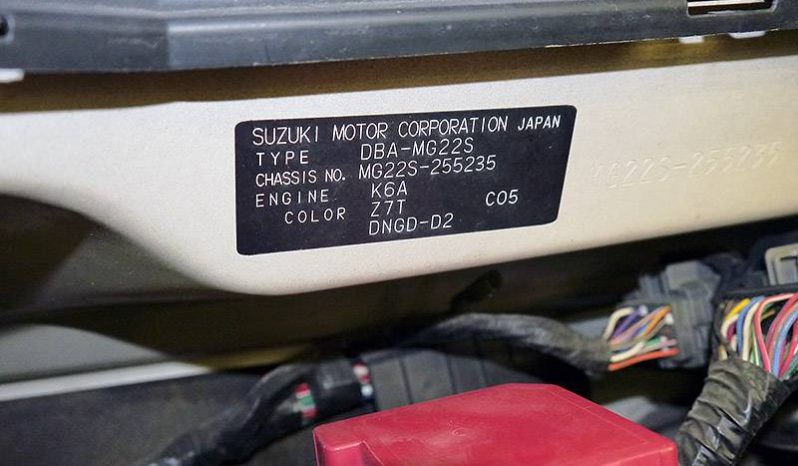 SUZUKI MOTOR CORPORATION JAPAN
TYPE DBA-MG22S
CHASSIS NO. MG22S-255235
ENGINE K6A
COLOR Z7T C05
DNGD-D2